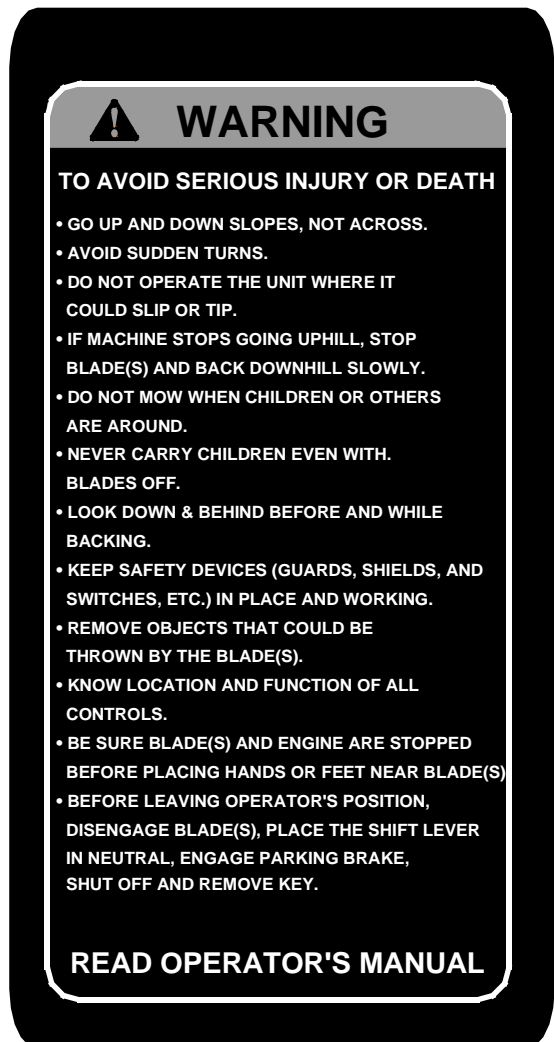 WARNING
TO AVOID SERIOUS INJURY OR DEATH
• GO UP AND DOWN SLOPES, NOT ACROSS.
• AVOID SUDDEN TURNS.
• DO NOT OPERATE THE UNIT WHERE IT
COULD SLIP OR TIP.
• IF MACHINE STOPS GOING UPHILL, STOP
BLADE(S) AND BACK DOWNHILL SLOWLY.
• DO NOT MOW WHEN CHILDREN OR OTHERS
ARE AROUND.
• NEVER CARRY CHILDREN EVEN WITH.
BLADES OFF.
• LOOK DOWN & BEHIND BEFORE AND WHILE
BACKING.
• KEEP SAFETY DEVICES (GUARDS, SHIELDS, AND
SWITCHES, ETC.) IN PLACE AND WORKING.
• REMOVE OBJECTS THAT COULD BE
THROWN BY THE BLADE(S).
• KNOW LOCATION AND FUNCTION OF ALL
CONTROLS.
• BE SURE BLADE(S) AND ENGINE ARE STOPPED
BEFORE PLACING HANDS OR FEET NEAR BLADE(S)
• BEFORE LEAVING OPERATOR'S POSITION,
DISENGAGE BLADE(S), PLACE THE SHIFT LEVER
IN NEUTRAL, ENGAGE PARKING BRAKE,
SHUT OFF AND REMOVE KEY.
READ OPERATOR'S MANUAL